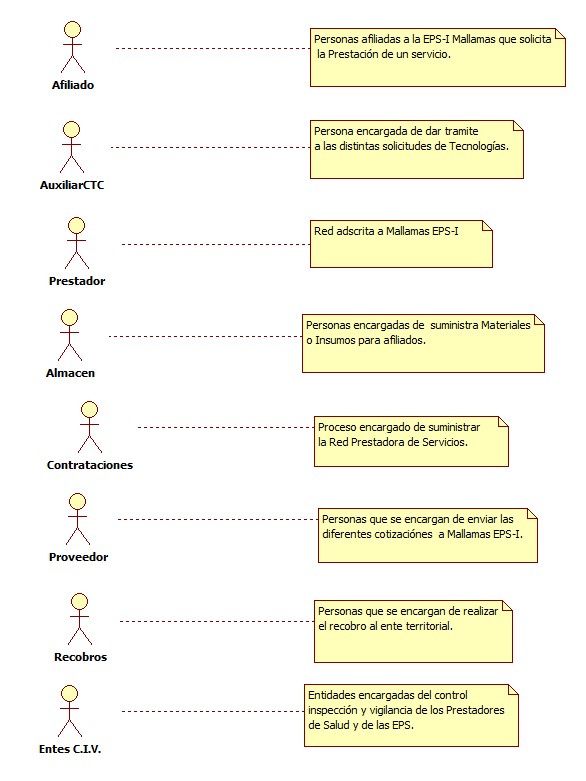 Personas afiliadas a la EPS-I Mallamas que solicita
la Prestación de un servicio.
Afiliado
Persona encargada de dar tramite
a las distintas solicitudes de Tecnologías.
AuxiliarCTC
Red adscrita a Mallamas EPS-I
Prestador
Personas encargadas de suministra Materiales
o Insumos para afiliados.
Almacen
Proceso encargado de suministrar
la Red Prestadora de Servicios.
Contrataciones
Personas que se encargan de enviar las
diferentes cotizaciónes a Mallamas EPS-I.
Proveedor
Personas que se encargan de realizar
el recobro al ente territorial.
Recobros
Entidades encargadas del control
inspección y vigilancia de los Prestadores
de Salud y de las EPS.
Entes C.I.V.